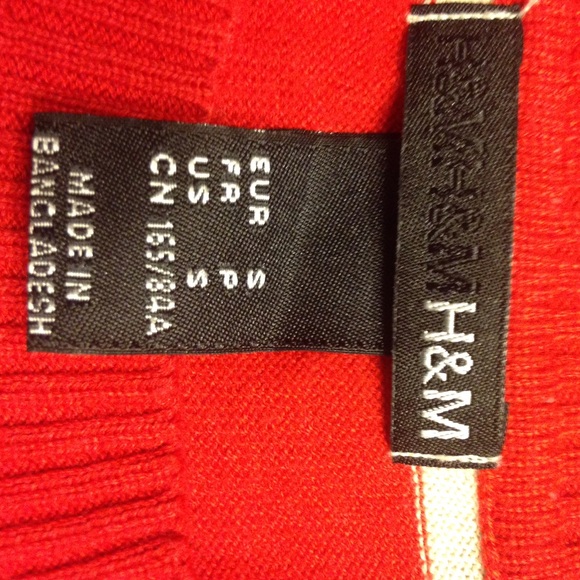 H&M
H&M
EUR S
FR P
US S
CN 165/84A
MADE IN
BANGLADESH